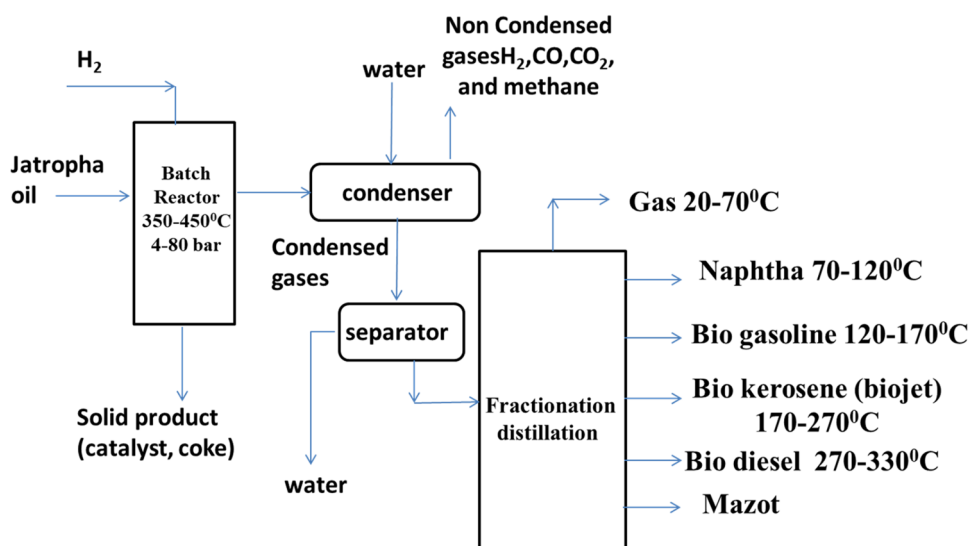 H₂
Jatropha
oil
Batch
Reactor
350-450⁰C
4-80 bar
Solid product
(catalyst, coke)
water
Non Condensed
gasesH₂,CO,CO₂,
and methane
condenser
Condensed
gases
separator
water
Fractionation
distillation
Gas 20-70⁰C
Naphtha 70-120⁰C
Bio gasoline 120-170⁰C
Bio kerosene (biojet)
170-270⁰C
Bio diesel 270-330⁰C
Mazot